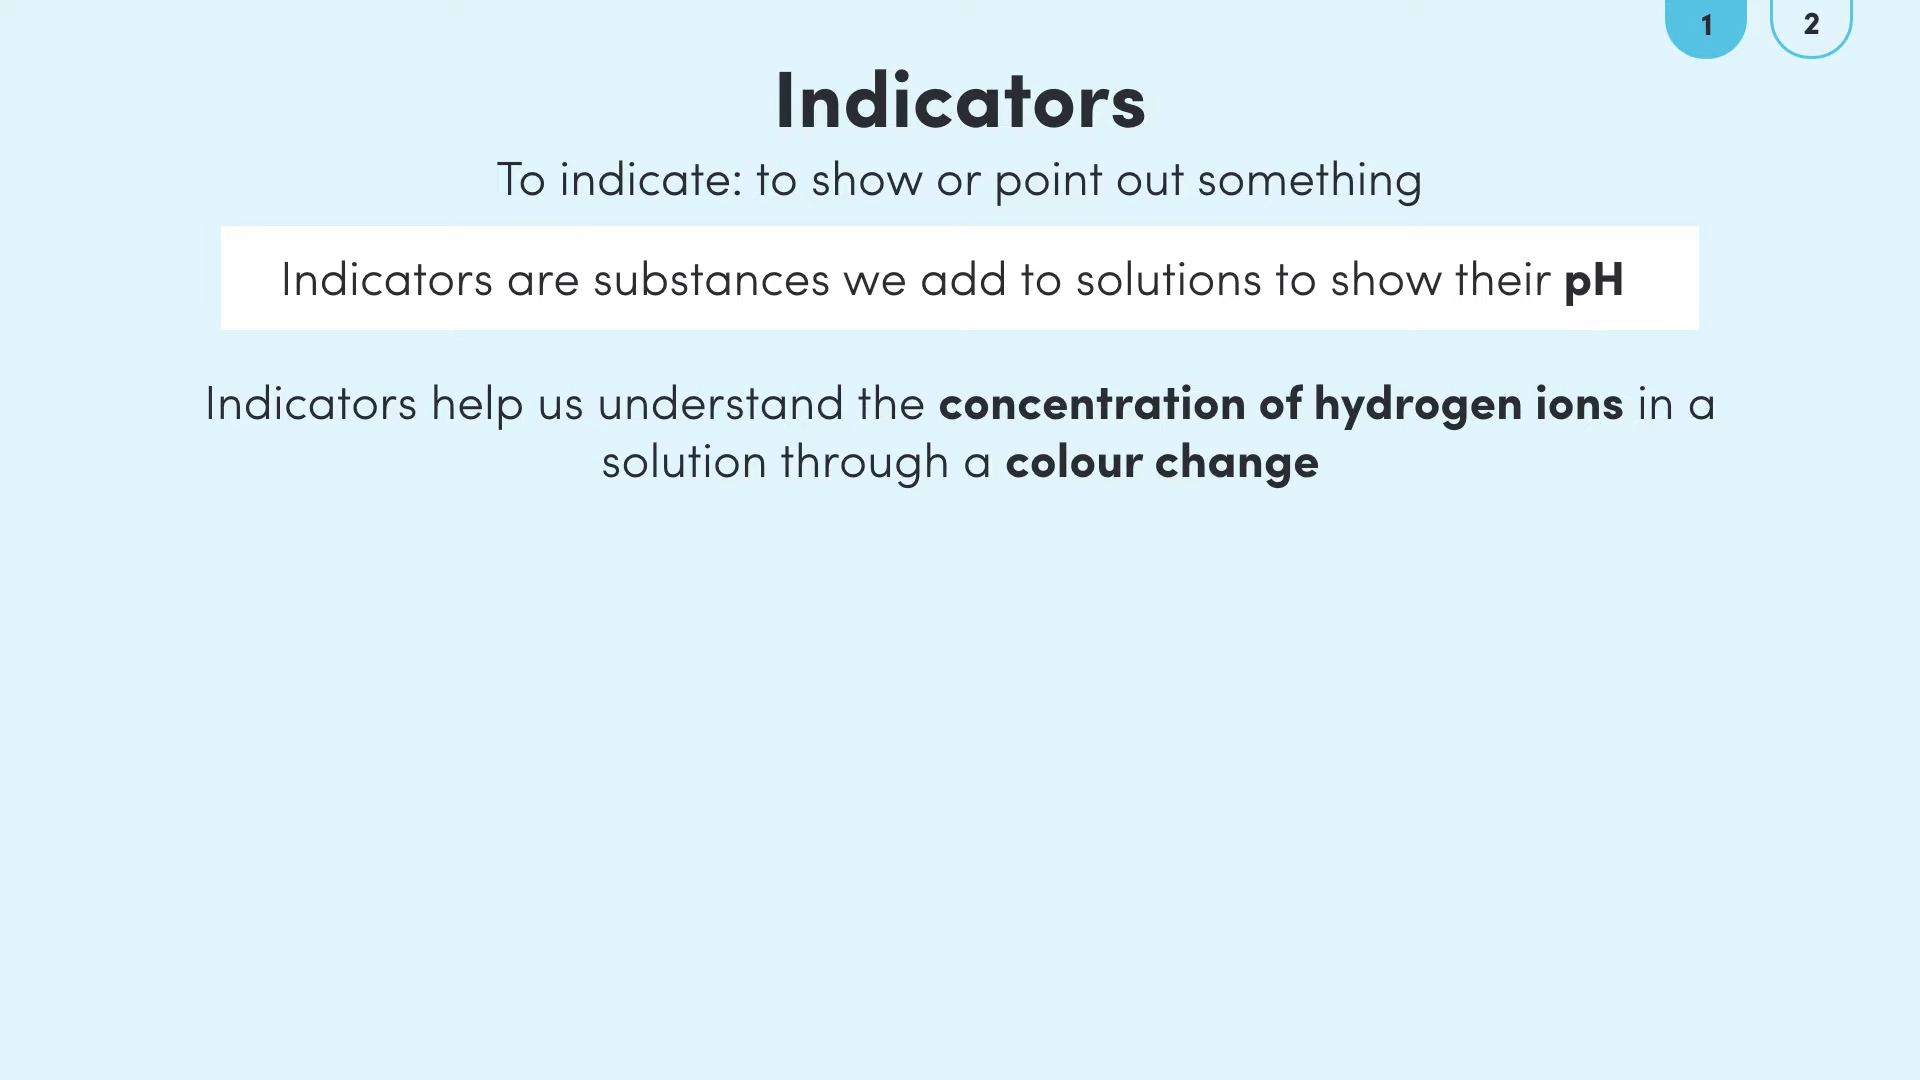 1
2
Indicators
To indicate: to show or point out something
Indicators are substances we add to solutions to show their pH
Indicators help us understand the concentration of hydrogen ions in a
solution through a colour change